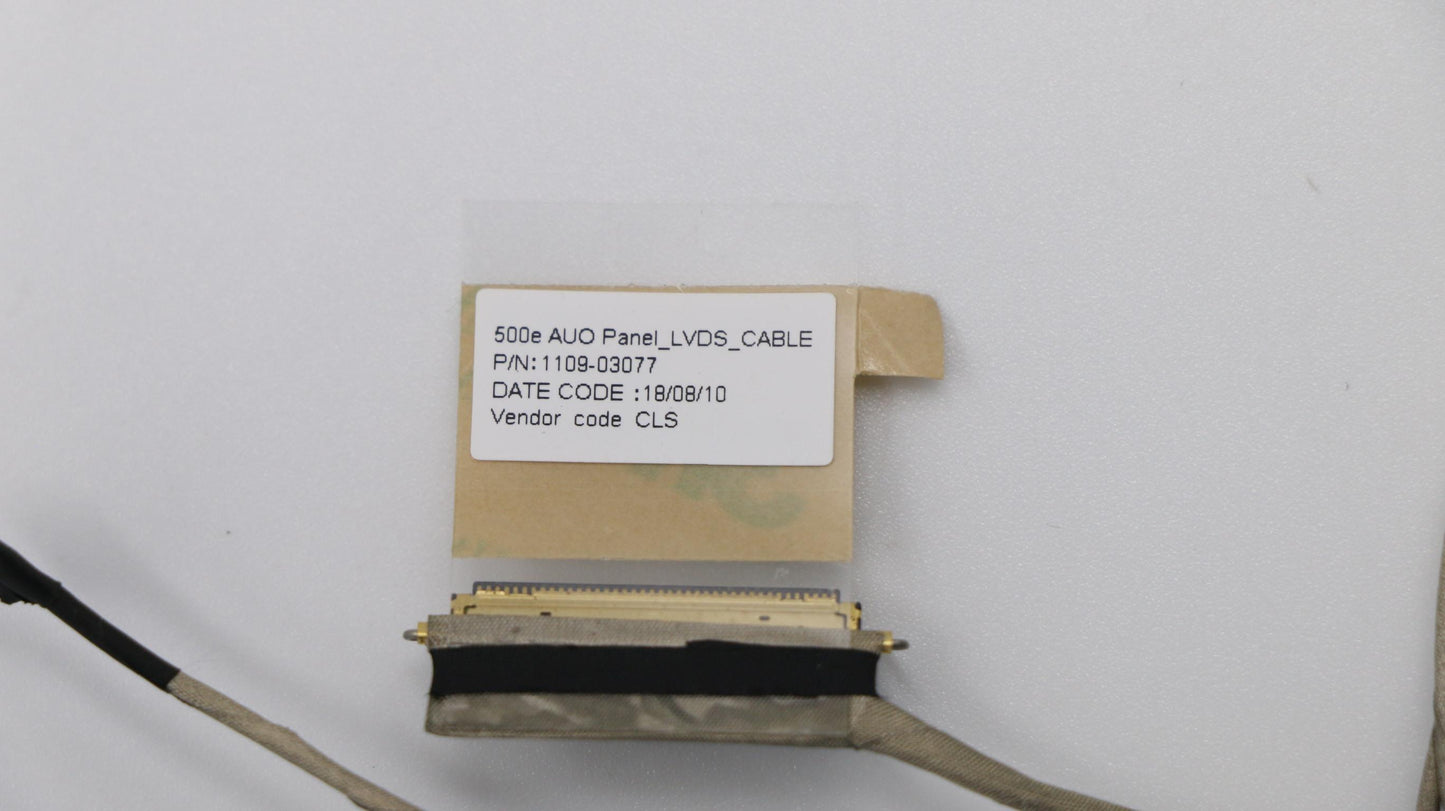 500e AUO Panel_LVDS_CABLE
P/N:1109-03077
DATE CODE :18/08/10
Vendor code CLS